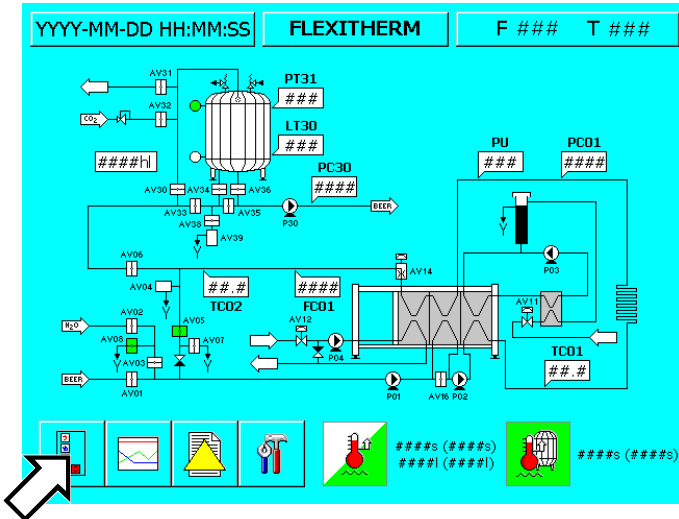 YYYY-MM-DD HH:MM:SS FLEXITHERM F ### T ###
AV31
PT31
###
AV32
CO2
LT30
###
PU PC01
### ####
####hl
PC30
####
AV30 AV34 AV36
AV33 AV35
P30
BEER
AV38
AV39
AV06
AV14
P03
AV04
##.#
TC02
####
FC01
AV11
AV02
AV05
AV12
H2O
AV08
AV07
P04
TC01
##.#
AV03
BEER
AV01
P01
AV16 P02
####s (####s)
####l (####l)
####s (####s)